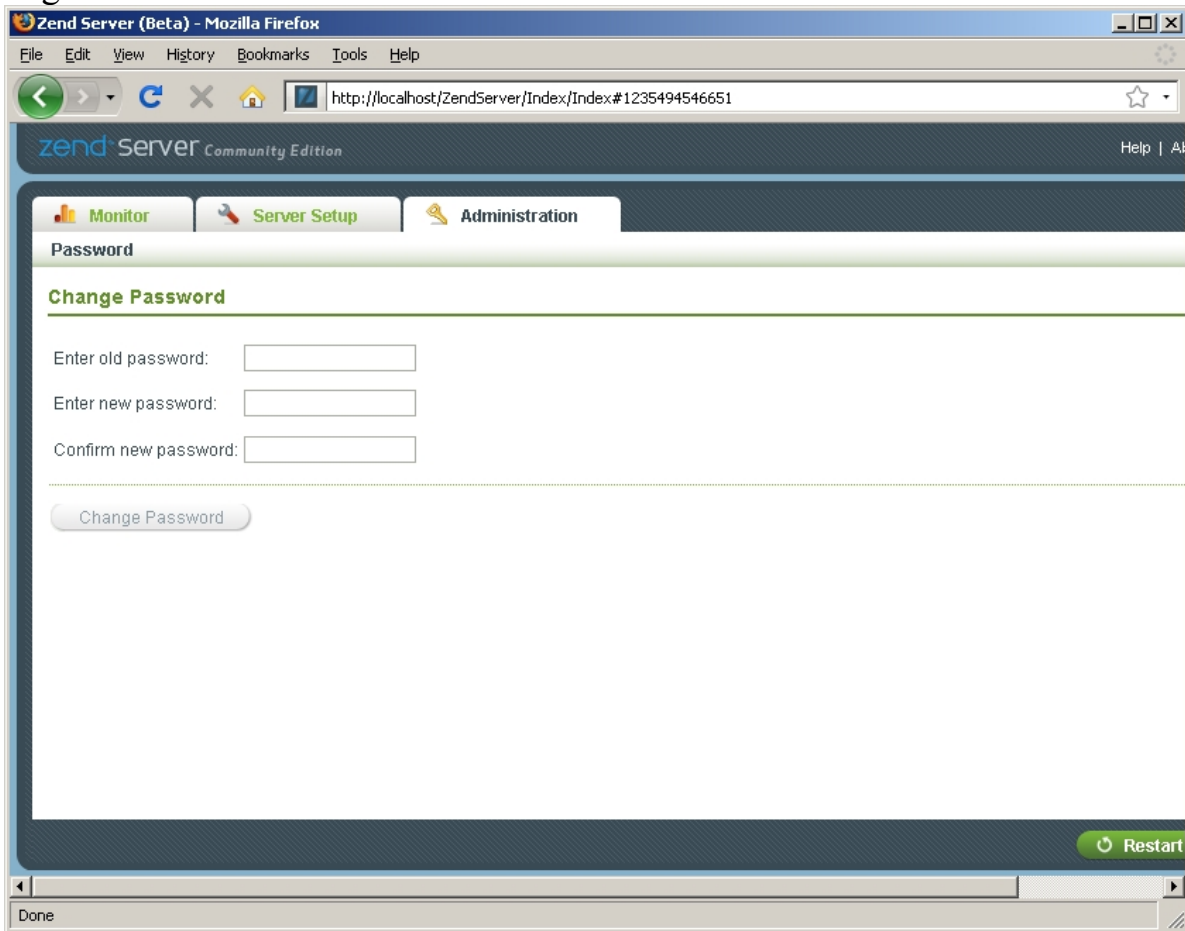 Zend Server (Beta) - Mozilla Firefox
File Edit View History Bookmarks Tools Help
http://localhost/ZendServer/Index/Index#1235494546651
zend Server Community Edition
Help |
Monitor Server Setup Administration
Password
Change Password
Enter old password:
Enter new password:
Confirm new password:
Change Password
Restart
Done